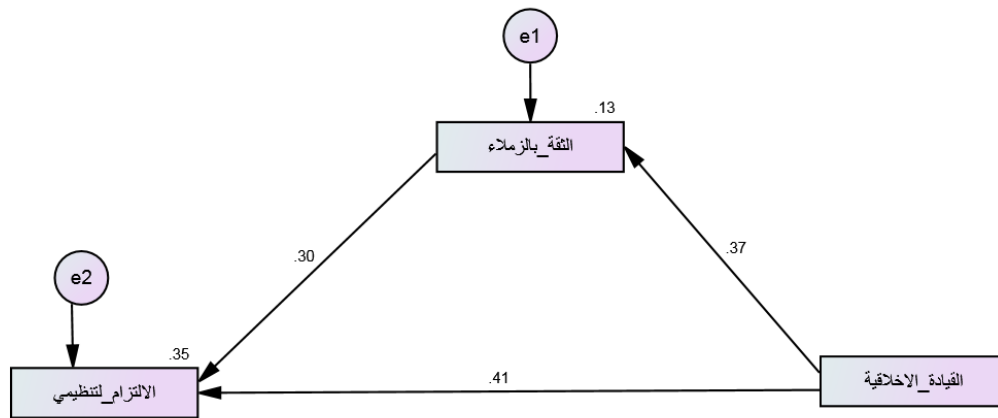 e1
.13
الثقة_بالزملاء
.30
.37
e2
.35
الالتزام_لتنظيمي
.41
القيادة_الاخلاقية